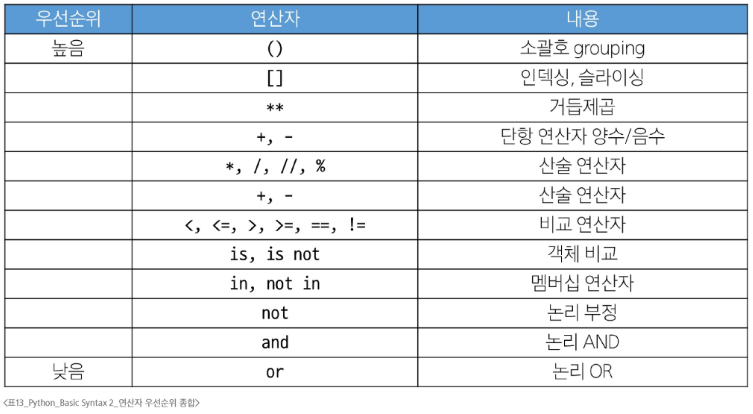 우선순위 연산자 내용
높음 () 소괄호 grouping
[] 인덱싱, 슬라이싱
** 거듭제곱
+, - 단항 연산자 양수/음수
*, /, //, % 산술 연산자
+, - 산술 연산자
<, <=, >, >=, ==, != 비교 연산자
is, is not 객체 비교
in, not in 멤버십 연산자
not 논리 부정
and 논리 AND
낮음 or 논리 OR
<표13_Python_Basic Syntax 2_연산자 우선순위 종합>